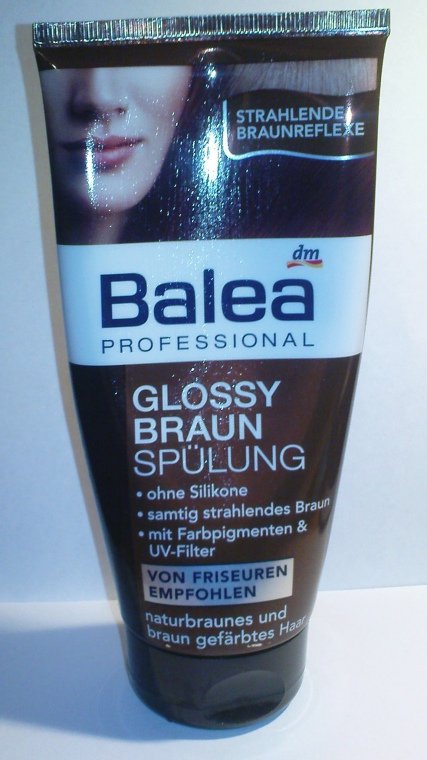 STRAHLENDE
BRAUNREFLEXE
dm
Balea
PROFESSIONAL
GLOSSY
BRAUN
SPÜLUNG
• ohne Silikone
• samtig strahlendes Braun
• mit Farbpigmenten &
UV-Filter
VON FRISEUREN
EMPFOHLEN
naturbraunes und
braun gefärbtes Haar